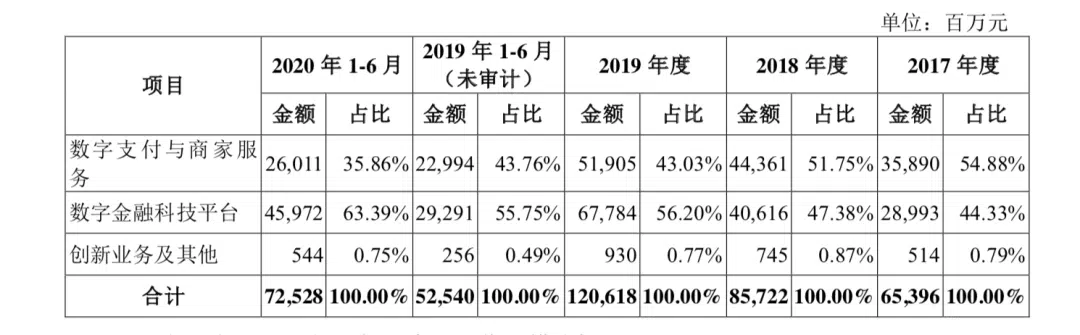 单位：百万元
项目 2020 年 1-6 月 2019 年 1-6 月（未审计） 2019 年度 2018 年度 2017 年度
金额 占比 金额 占比 金额 占比 金额 占比 金额 占比
数字支付与商家服务 26,011 35.86% 22,994 43.76% 51,905 43.03% 44,361 51.75% 35,890 54.88%
数字金融科技平台 45,972 63.39% 29,291 55.75% 67,784 56.20% 40,616 47.38% 28,993 44.33%
创新业务及其他 544 0.75% 256 0.49% 930 0.77% 745 0.87% 514 0.79%
合计 72,528 100.00% 52,540 100.00% 120,618 100.00% 85,722 100.00% 65,396 100.00%